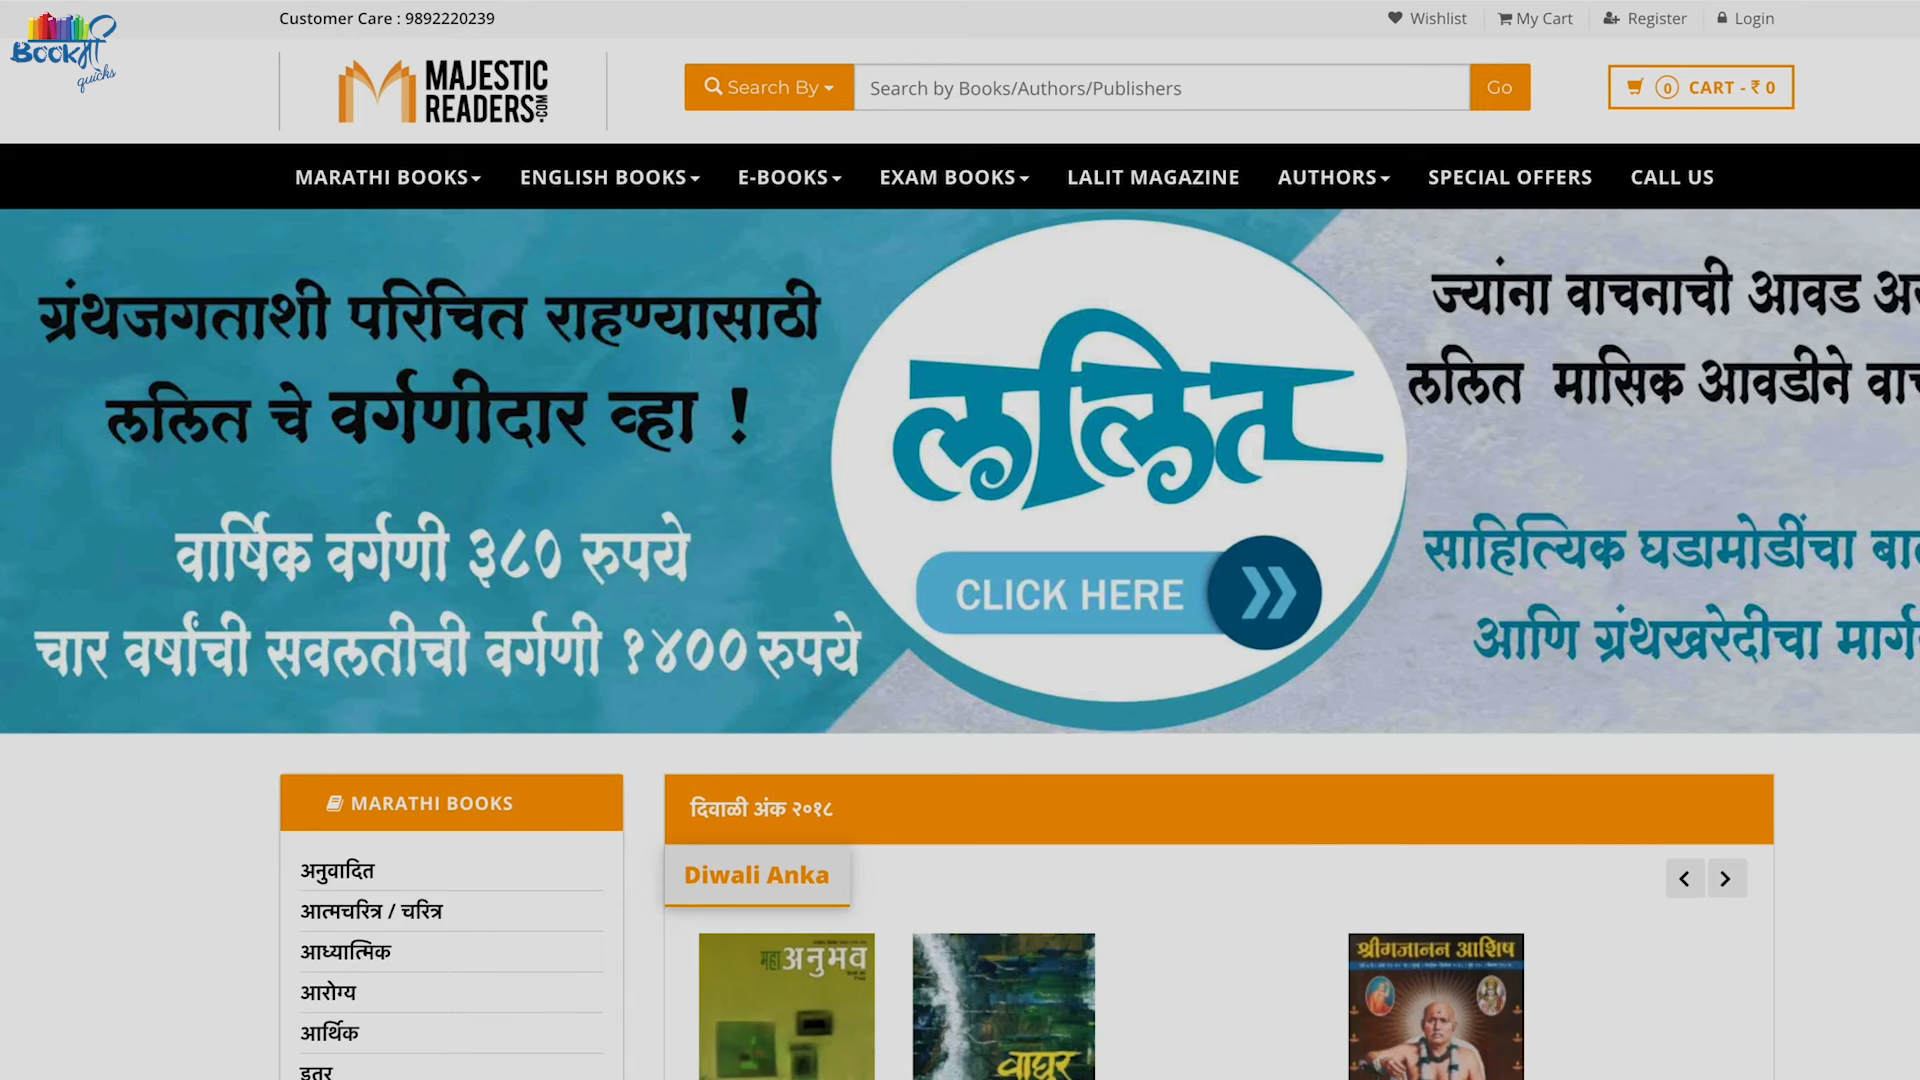 Bookमी
quicks
Customer Care : 9892220239
Wishlist
My Cart
Register
Login
MAJESTIC
READERS.COM
Search By
Search by Books/Authors/Publishers
Go
0 CART - ₹ 0
MARATHI BOOKS
ENGLISH BOOKS
E-BOOKS
EXAM BOOKS
LALIT MAGAZINE
AUTHORS
SPECIAL OFFERS
CALL US
ग्रंथजगताशी परिचित राहण्यासाठी
ललित चे वर्गणीदार व्हा !
वार्षिक वर्गणी ३८० रुपये
चार वर्षांची सवलतीची वर्गणी १४०० रुपये
ललित
CLICK HERE
ज्यांना वाचनाची आवड
ललित मासिक आवडीने
साहित्यिक घडामोडींचा
आणि ग्रंथखरेदीचा
MARATHI BOOKS
अनुवादित
आत्मचरित्र / चरित्र
आध्यात्मिक
आरोग्य
आर्थिक
इतर
दिवाळी अंक २०१८
Diwali Anka
महा अनुभव
वाघूर
श्रीगजानन आशिष